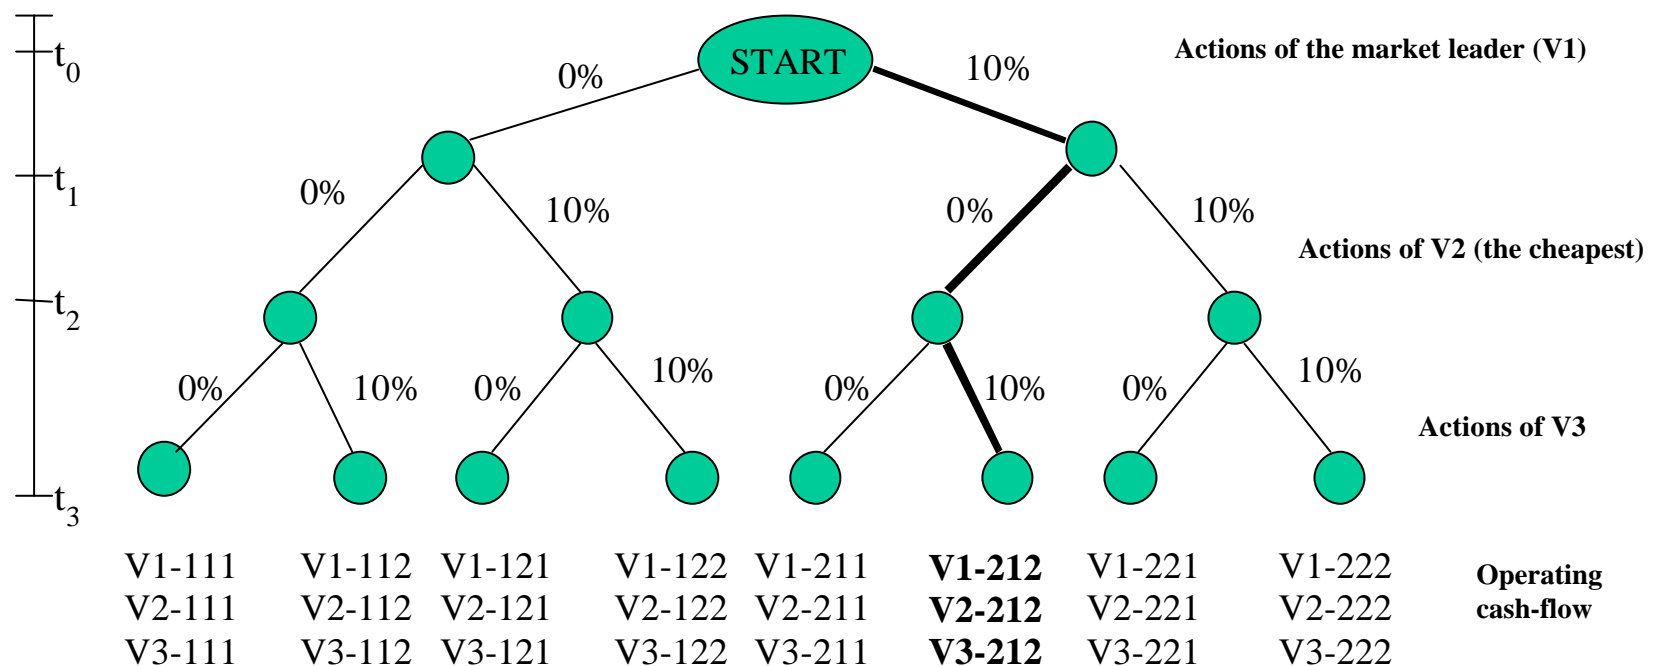 START
Actions of the market leader (V1)
t0
0%
10%
t1
0%
10%
0%
10%
Actions of V2 (the cheapest)
t2
0%
10%
0%
10%
0%
10%
0%
10%
Actions of V3
t3
V1-111 V1-112 V1-121 V1-122 V1-211 V1-212 V1-221 V1-222
V2-111 V2-112 V2-121 V2-122 V2-211 V2-212 V2-221 V2-222
V3-111 V3-112 V3-121 V3-122 V3-211 V3-212 V3-221 V3-222
Operating
cash-flow